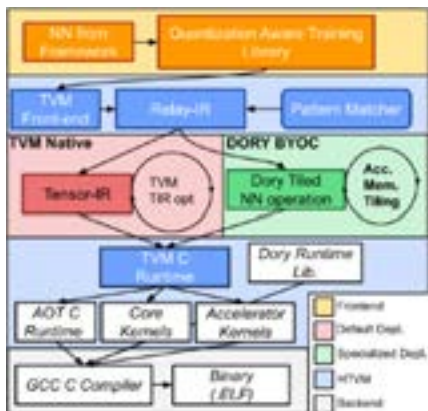 NN from
Framework
Quantization Aware Training
Library
TVM
Front-end
Relay-IR
Pattern Matcher
TVM Native
DORY BYOC
Tensor-IR
TVM
TIR opt
Dory Tiled
NN operation
Acc.
Mem.
Tiling
TVM C
Runtime
Dory Runtime
Lib.
AOT C
Runtime
Core
Kernels
Accelerator
Kernels
GCC C Compiler
Binary
(.ELF)
Frontend
Default Depl.
Specialized Depl.
HTVM
Backend